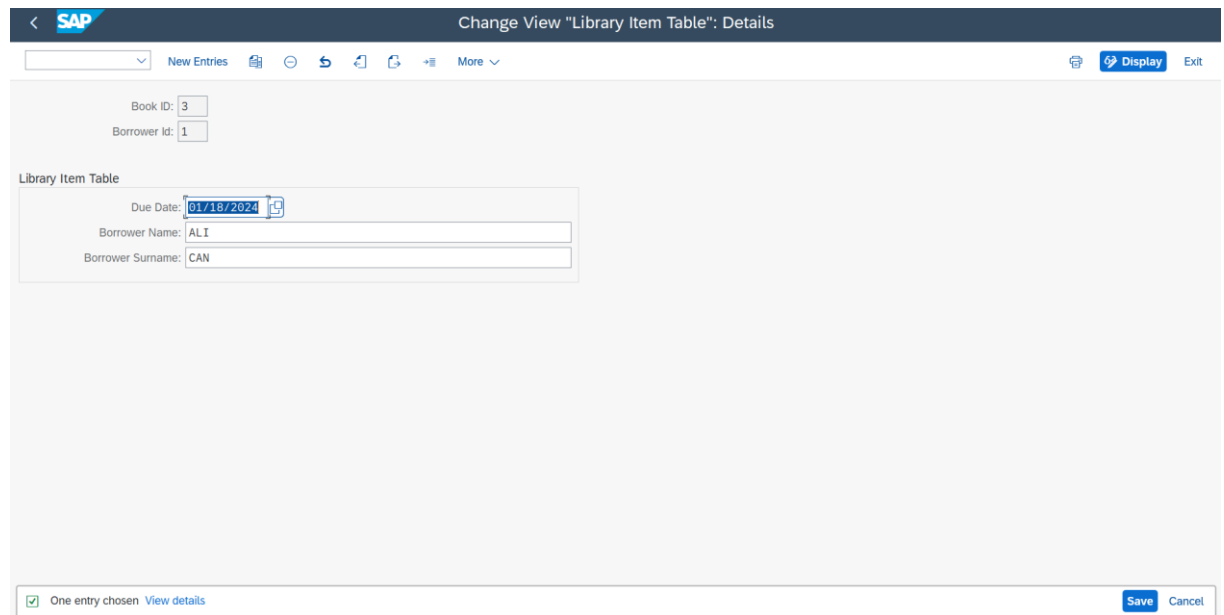 SAP Change View "Library Item Table": Details
New Entries More Display Exit
Book ID: 3
Borrower Id: 1
Library Item Table
Due Date: 01/18/2024
Borrower Name: ALI
Borrower Surname: CAN
One entry chosen View details Save Cancel